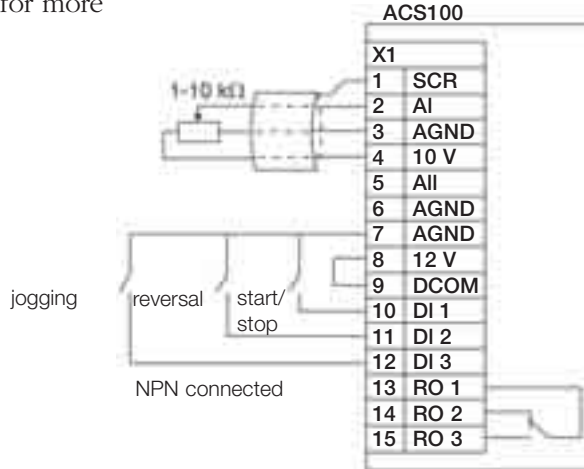 for more
ACS100
X1
1 SCR
2 AI
3 AGND
4 10 V
5 AII
6 AGND
7 AGND
8 12 V
9 DCOM
10 DI 1
11 DI 2
12 DI 3
13 RO 1
14 RO 2
15 RO 3
1-10 kΩ
jogging
reversal
start/
stop
NPN connected